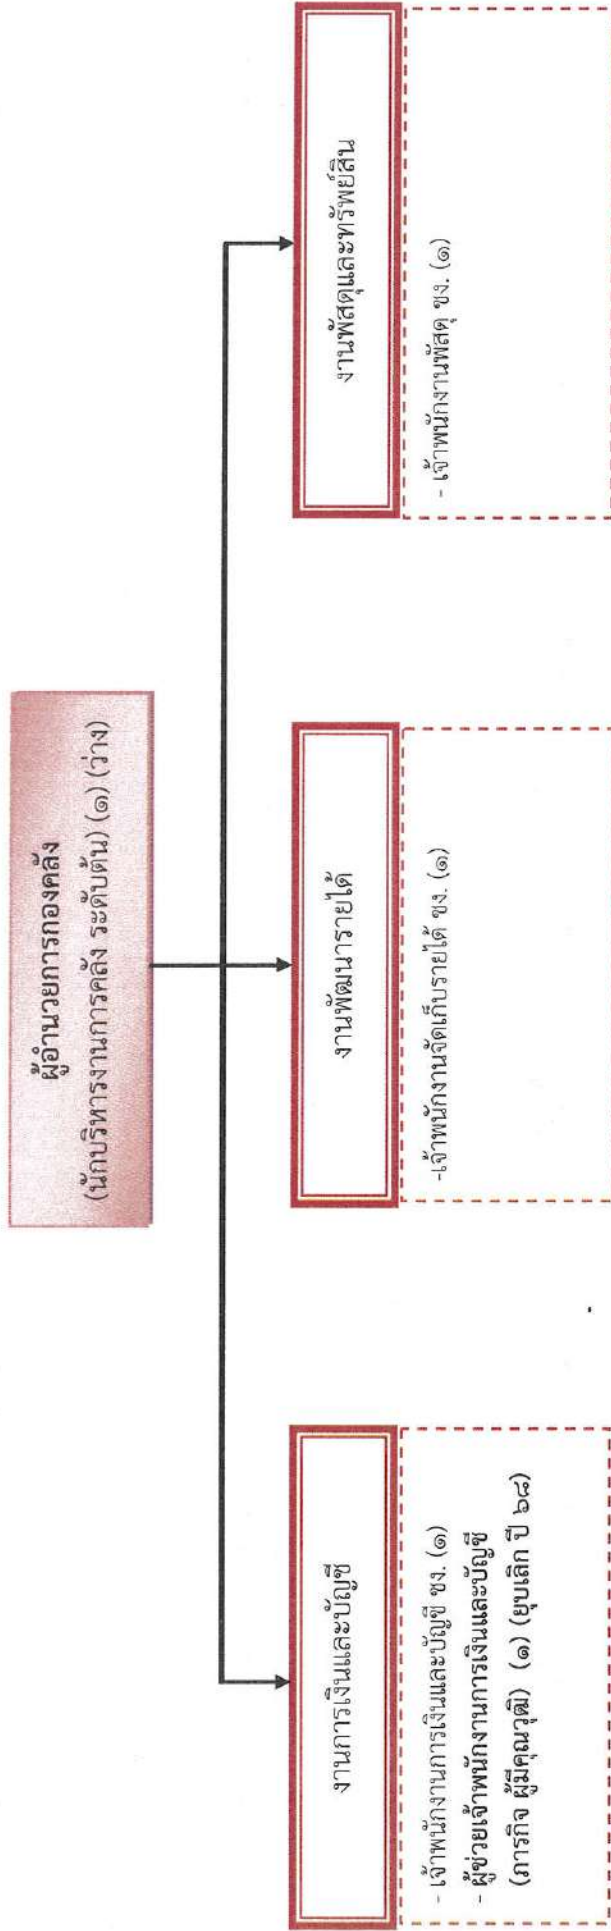 ผู้อำนวยการกองคลัง
(นักบริหารงานการคลัง ระดับต้น) (๑) (ว่าง)
งานการเงินและบัญชี
- เจ้าพนักงานการเงินและบัญชี ชง. (๑)
- ผู้ช่วยเจ้าพนักงานการเงินและบัญชี
(ภารกิจ ผู้มีคุณวุฒิ) (๑) (ยุบเลิก ปี ๖๘)
งานพัฒนารายได้
-เจ้าพนักงานจัดเก็บรายได้ ชง. (๑)
งานพัสดุและทรัพย์สิน
- เจ้าพนักงานพัสดุ ชง. (๑)